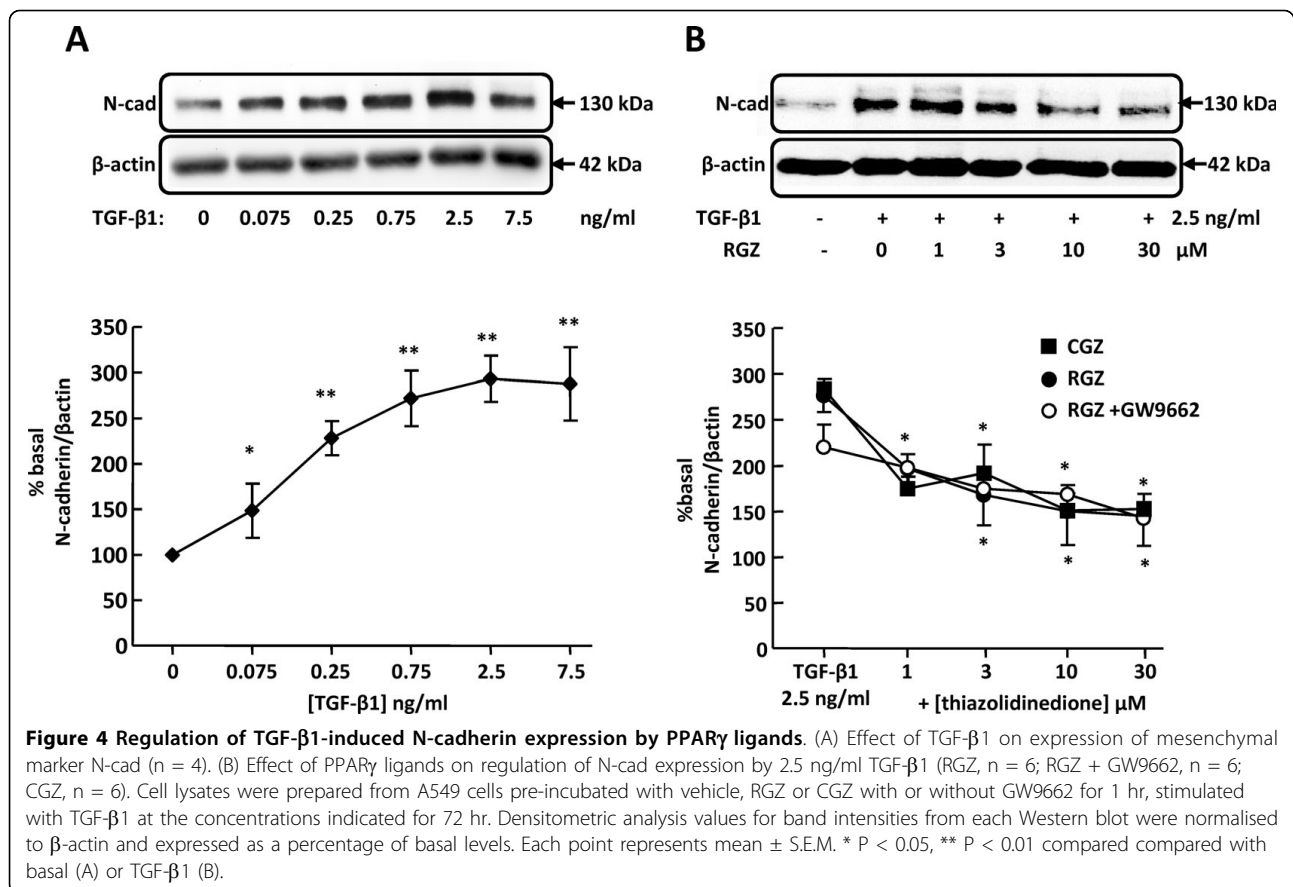 A
N-cad
130 kDa
β-actin
42 kDa
TGF-β1: 0 0.075 0.25 0.75 2.5 7.5 ng/ml
350
300
250
200
150
100
50
0
% basal
N-cadherin/βactin
* ** ** ** **
0 0.075 0.25 0.75 2.5 7.5
[TGF-β1] ng/ml
B
N-cad
130 kDa
β-actin
42 kDa
TGF-β1 - + + + + + 2.5 ng/ml
RGZ - 0 1 3 10 30 μM
350
300
250
200
150
100
50
0
%basal
N-cadherin/βactin
CGZ
RGZ
RGZ +GW9662
* * * *
* * *
TGF-β1 1 3 10 30
2.5 ng/ml + [thiazolidinedione] μM
Figure 4 Regulation of TGF-β1-induced N-cadherin expression by PPARγ ligands. (A) Effect of TGF-β1 on expression of mesenchymal
marker N-cad (n = 4). (B) Effect of PPARγ ligands on regulation of N-cad expression by 2.5 ng/ml TGF-β1 (RGZ, n = 6; RGZ + GW9662, n = 6;
CGZ, n = 6). Cell lysates were prepared from A549 cells pre-incubated with vehicle, RGZ or CGZ with or without GW9662 for 1 hr, stimulated
with TGF-β1 at the concentrations indicated for 72 hr. Densitometric analysis values for band intensities from each Western blot were normalised
to β-actin and expressed as a percentage of basal levels. Each point represents mean ± S.E.M. * P < 0.05, ** P < 0.01 compared compared with
basal (A) or TGF-β1 (B).